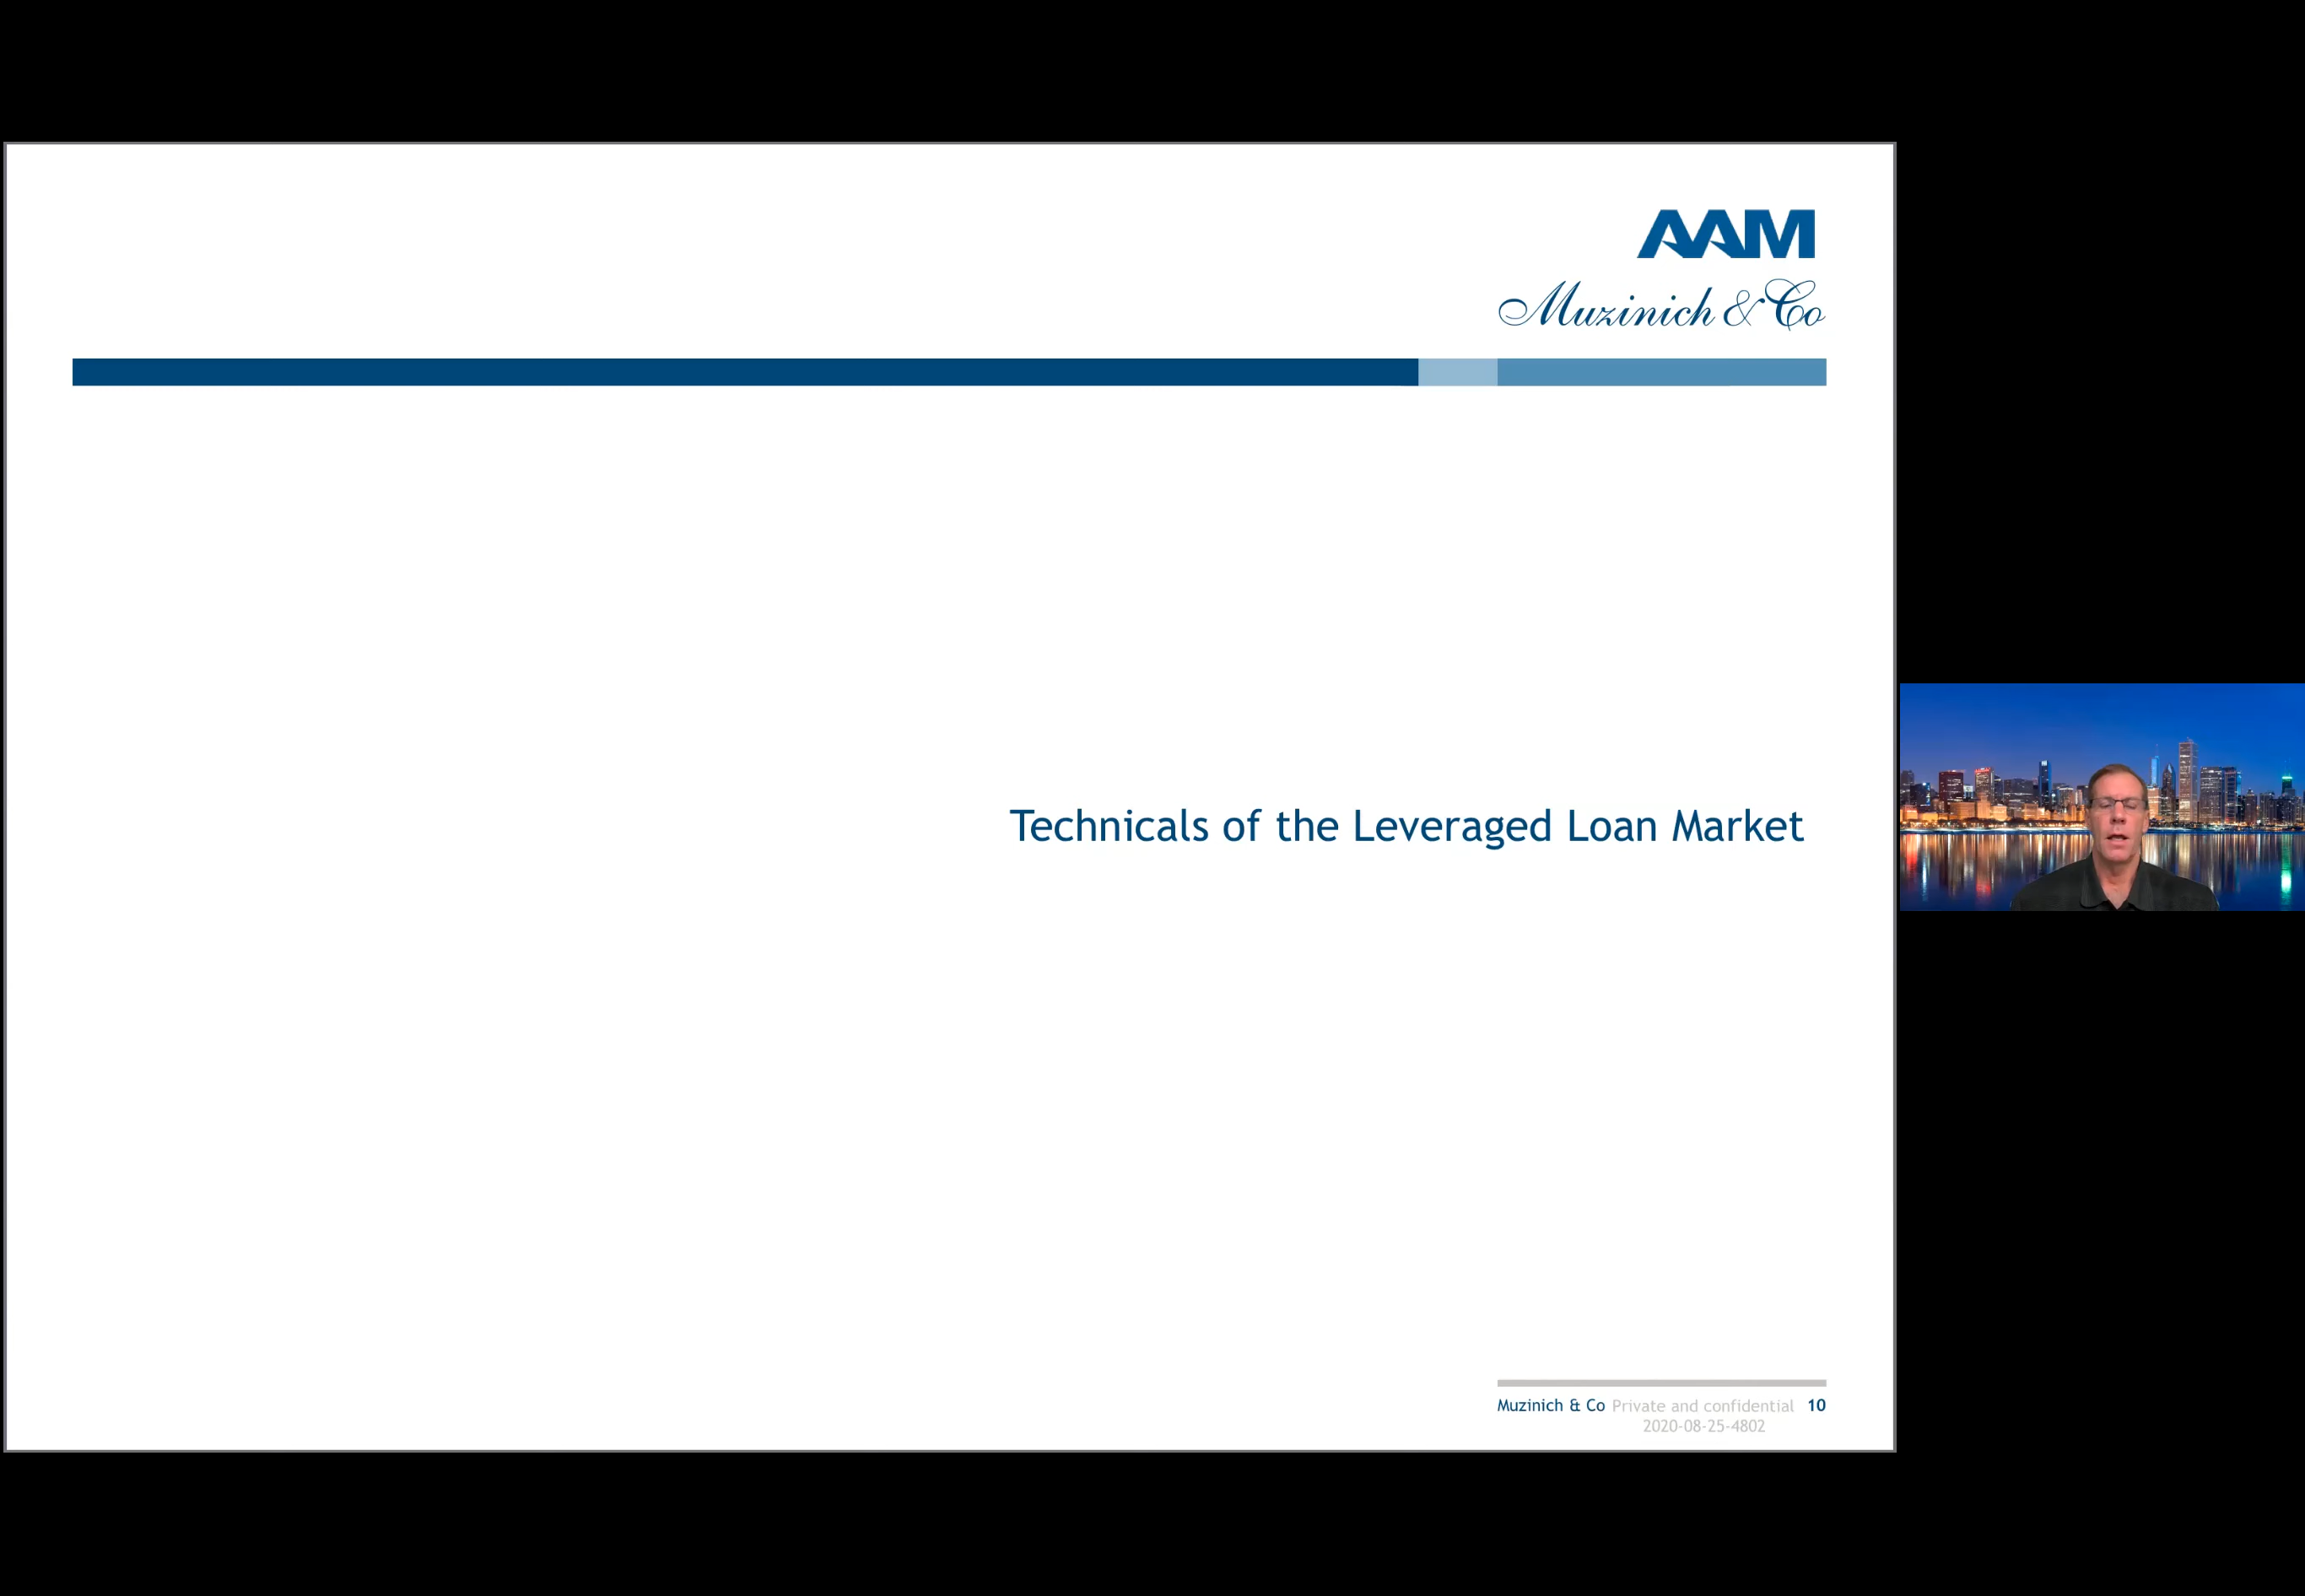 AAM
Muzinich & Co
Technicals of the Leveraged Loan Market
Muzinich & Co Private and confidential 10
2020-08-25-4802